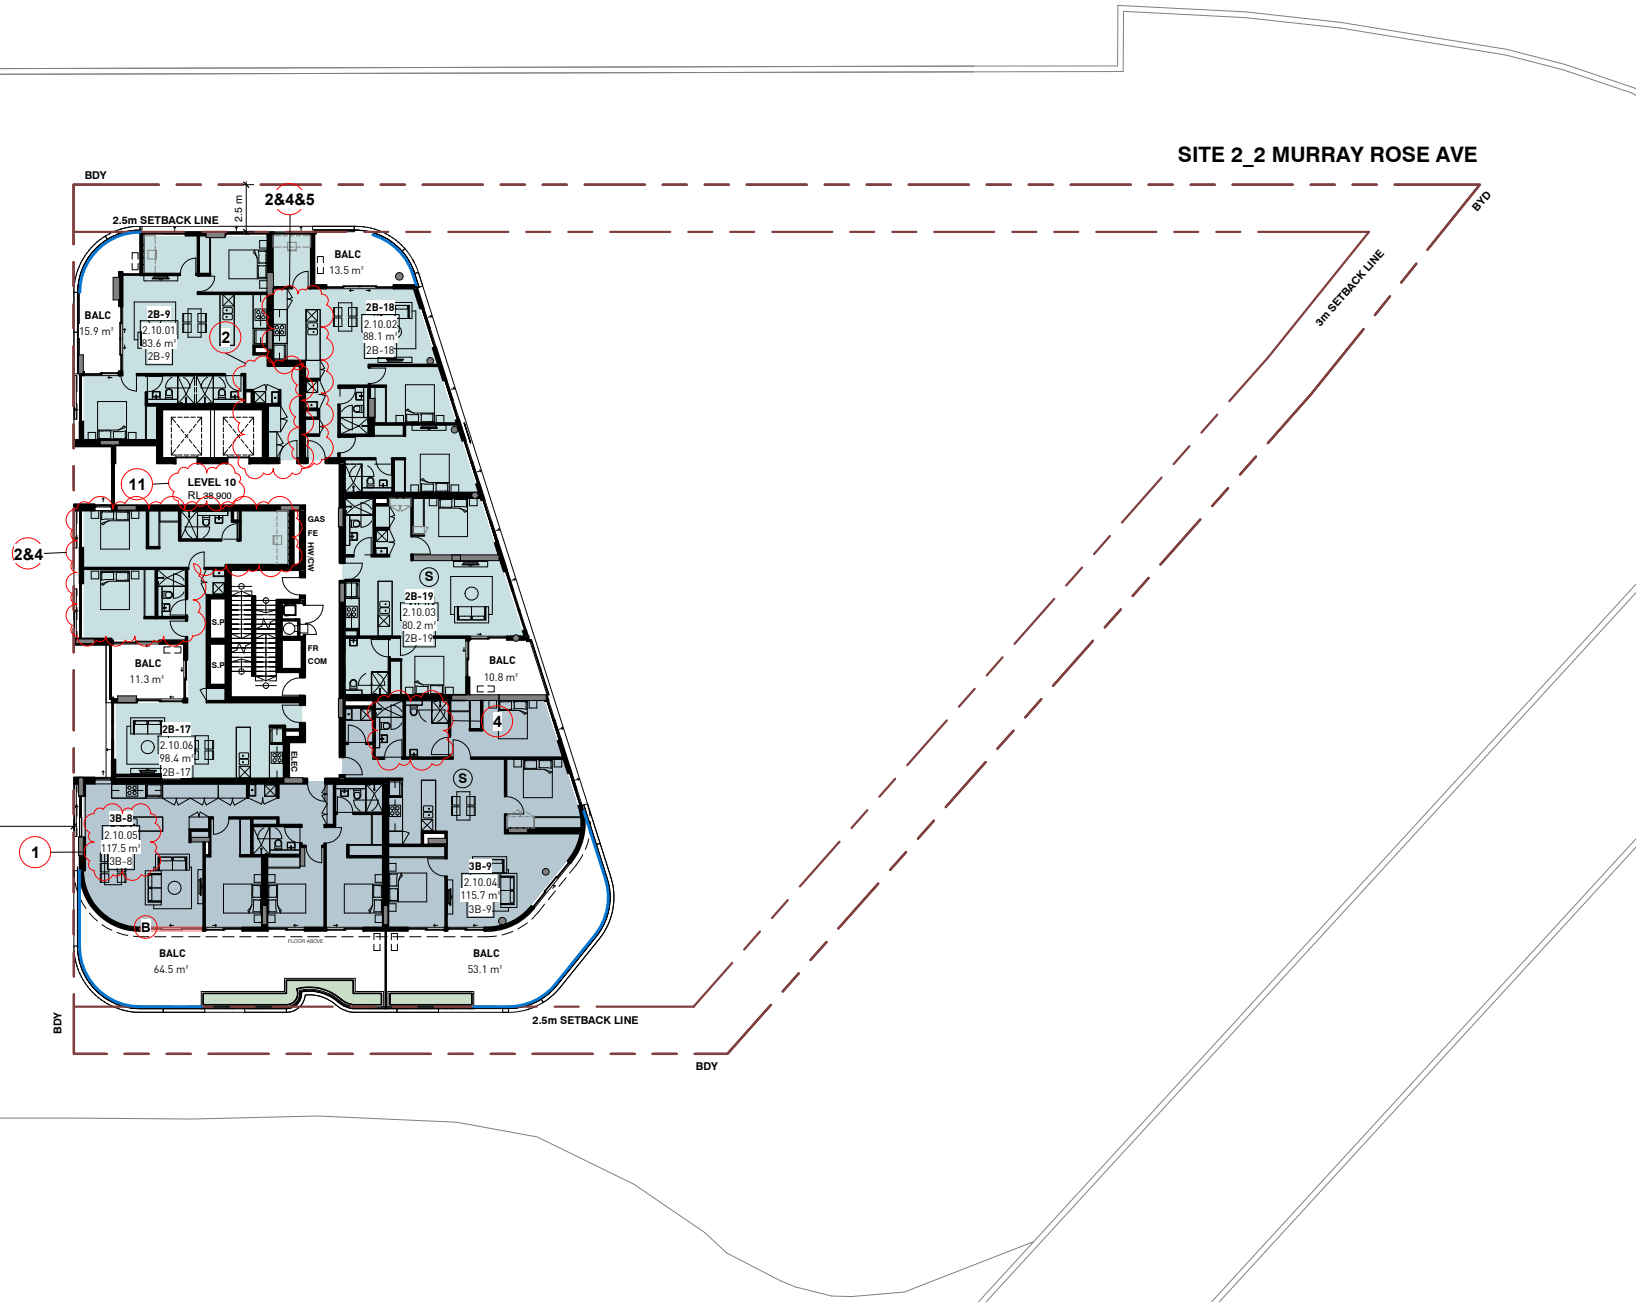 SITE 2_2 MURRAY ROSE AVE
BDY
BYD
2&4&5
2.5 m
2.5m SETBACK LINE
3m SETBACK LINE
BALC
13.5 m²
BALC
15.9 m²
2B-9
2.10.01
83.6 m²
2B-9
2
2B-18
2.10.02
88.1 m²
2B-18
11
LEVEL 10
RL 38.900
GAS
FE
HW/CW
2&4
S
2B-19
2.10.03
80.2 m²
2B-19
S.P
S.P
FR
COM
BALC
11.3 m²
BALC
10.8 m²
4
2B-17
2.10.06
98.4 m²
2B-17
ELEC
S
3B-8
2.10.05
117.5 m²
3B-8
1
3B-9
2.10.04
115.7 m²
3B-9
B
FLOOR ABOVE
BALC
64.5 m²
BALC
53.1 m²
BDY
2.5m SETBACK LINE
BDY